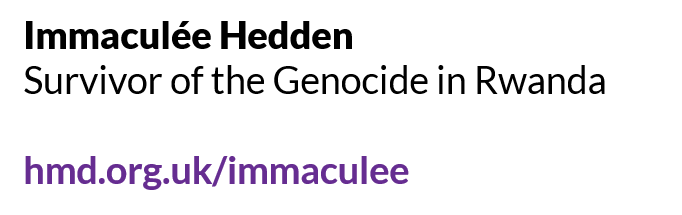 Immaculée Hedden
Survivor of the Genocide in Rwanda
hmd.org.uk/immaculee